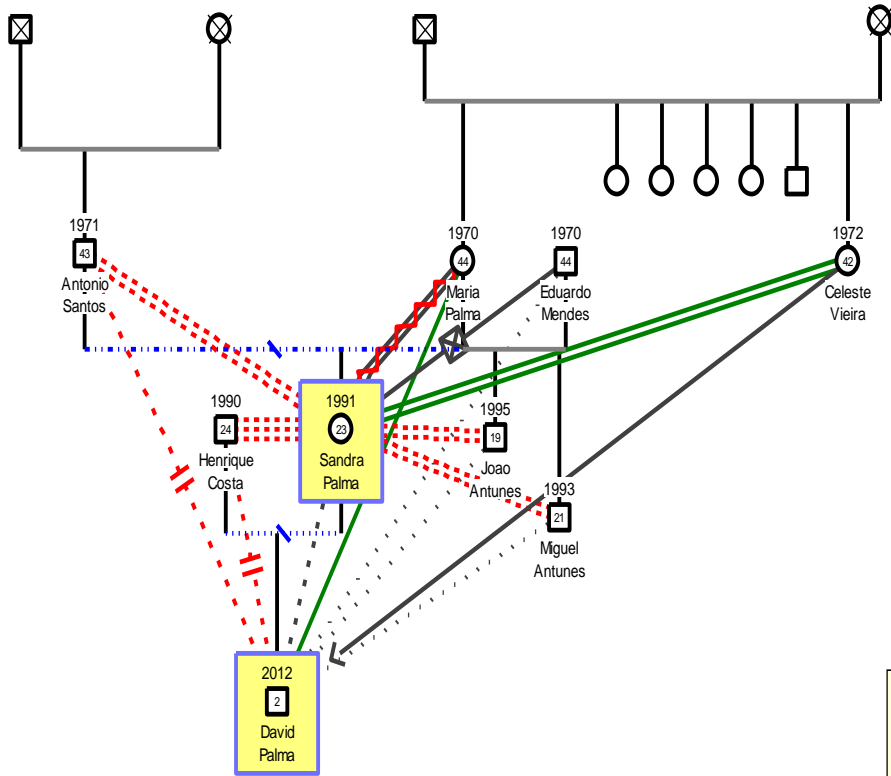 1971
43
Antonio
Santos
1970
44
Maria
Palma
1970
44
Eduardo
Mendes
1972
42
Celeste
Vieira
1990
24
Henrique
Costa
1991
23
Sandra
Palma
1995
19
Joao
Antunes
1993
21
Miguel
Antunes
2012
2
David
Palma